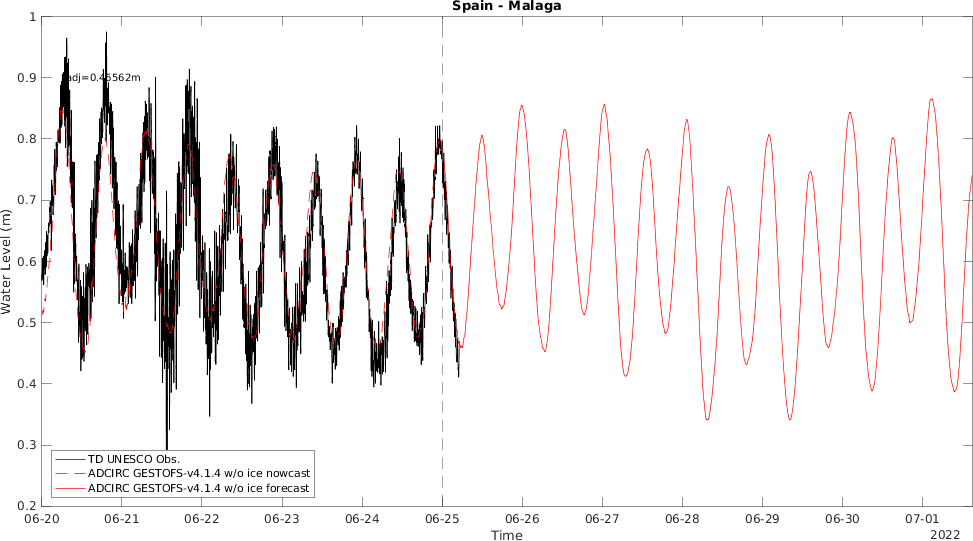 Spain - Malaga
1
0.9
0.8
0.7
0.6
0.5
0.4
0.3
0.2
Water Level (m)
adj=0.45562m
TD UNESCO Obs.
ADCIRC GESTOFS-v4.1.4 w/o ice nowcast
ADCIRC GESTOFS-v4.1.4 w/o ice forecast
06-20 06-21 06-22 06-23 06-24 06-25 06-26 06-27 06-28 06-29 06-30 07-01
2022
Time